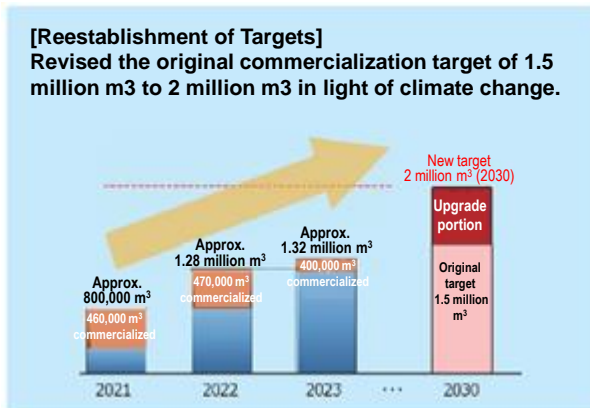 [Reestablishment of Targets]
Revised the original commercialization target of 1.5
million m3 to 2 million m3 in light of climate change.
New target
2 million m³ (2030)
Upgrade
portion
Original
target
1.5 million
m³
Approx.
1.32 million m³
400,000 m³
commercialized
Approx.
1.28 million m³
470,000 m³
commercialized
Approx.
800,000 m³
460,000 m³
commercialized
2021 2022 2023 ··· 2030